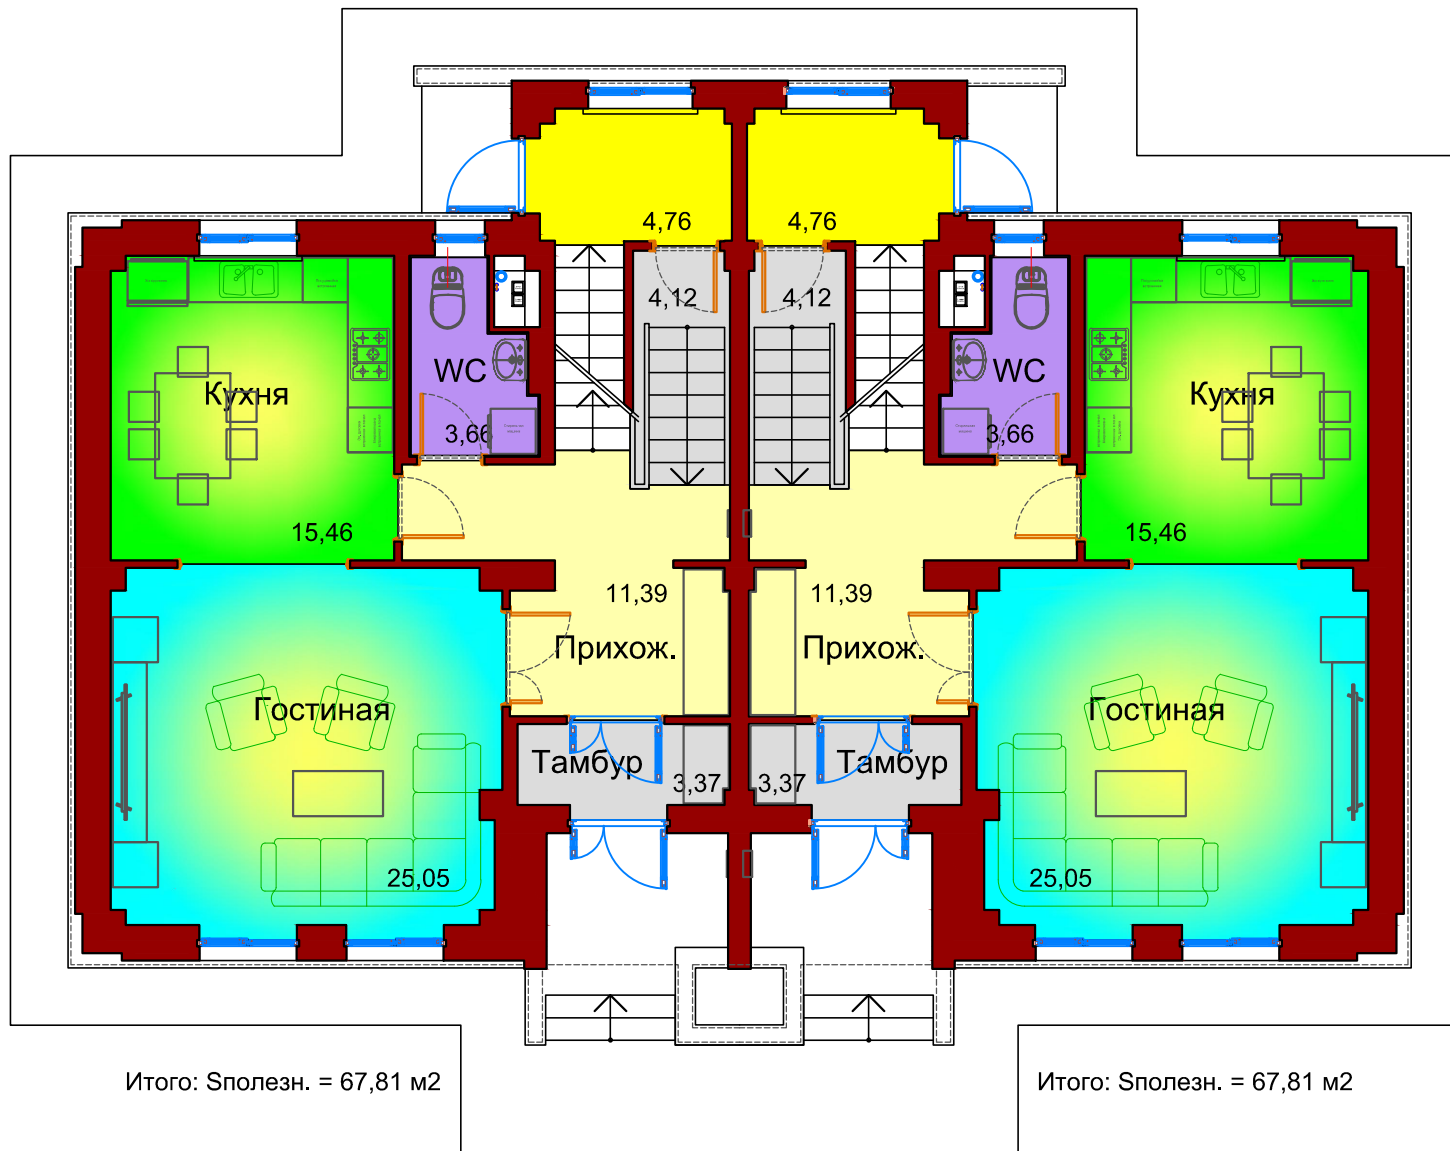 4,76 4,76
4,12 4,12
WC WC
Кухня Кухня
3,66 3,66
15,46 15,46
11,39 11,39
Прихож. Прихож.
Гостиная Гостиная
Тамбур Тамбур
3,37 3,37
25,05 25,05
Итого: Sполезн. = 67,81 м2 Итого: Sполезн. = 67,81 м2